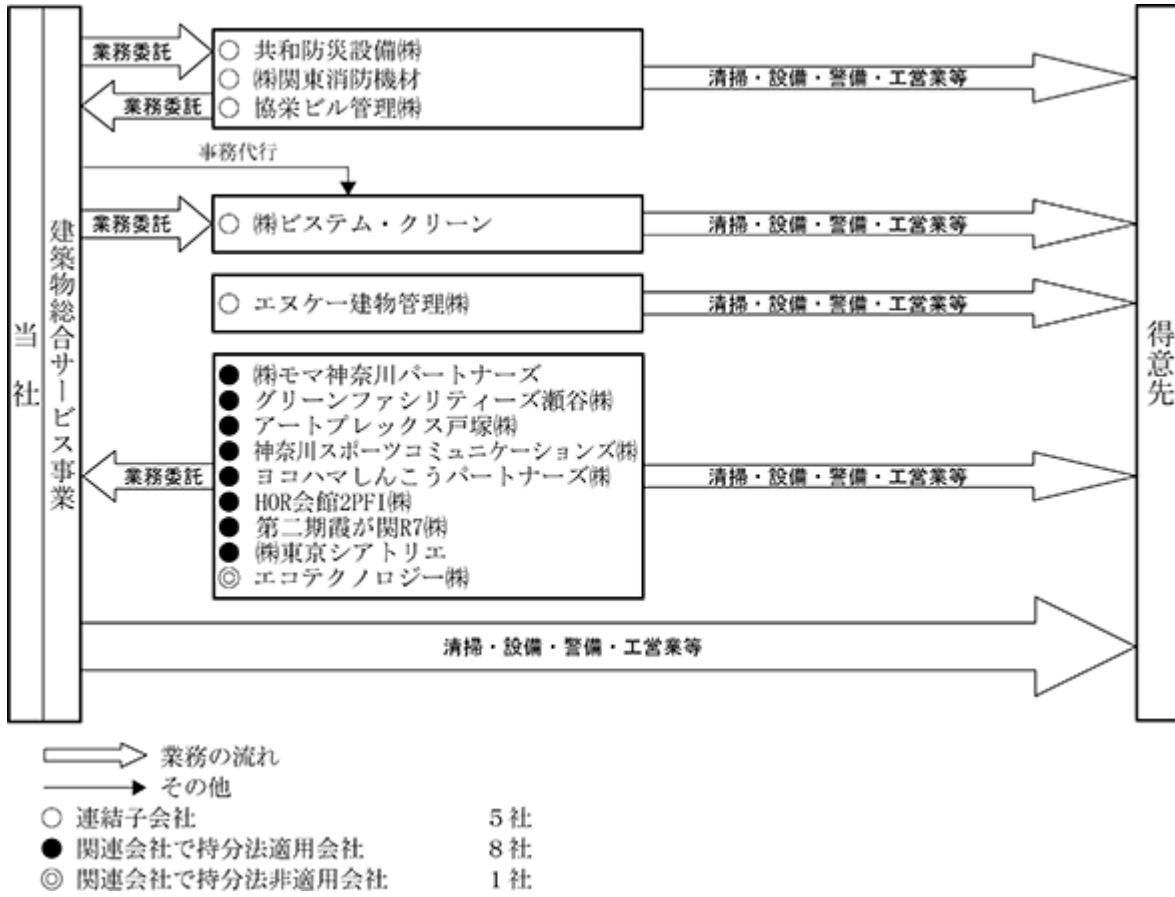 当社
建築物総合サービス事業
業務委託
業務委託
○ 共和防災設備㈱
○ ㈱関東消防機材
○ 協栄ビル管理㈱
清掃・設備・警備・工営業等
事務代行
業務委託
○ ㈱ビステム・クリーン
清掃・設備・警備・工営業等
○ エヌケー建物管理㈱
清掃・設備・警備・工営業等
業務委託
● ㈱モマ神奈川パートナーズ
● グリーンファシリティーズ瀬谷㈱
● アートプレックス戸塚㈱
● 神奈川スポーツコミュニケーションズ㈱
● ヨコハマしんこうパートナーズ㈱
● HOR会館2PFI㈱
● 第二期霞が関R7㈱
● ㈱東京シアトリエ
◎ エコテクノロジー㈱
清掃・設備・警備・工営業等
清掃・設備・警備・工営業等
得意先
業務の流れ
その他
○ 連結子会社 5社
● 関連会社で持分法適用会社 8社
◎ 関連会社で持分法非適用会社 1社